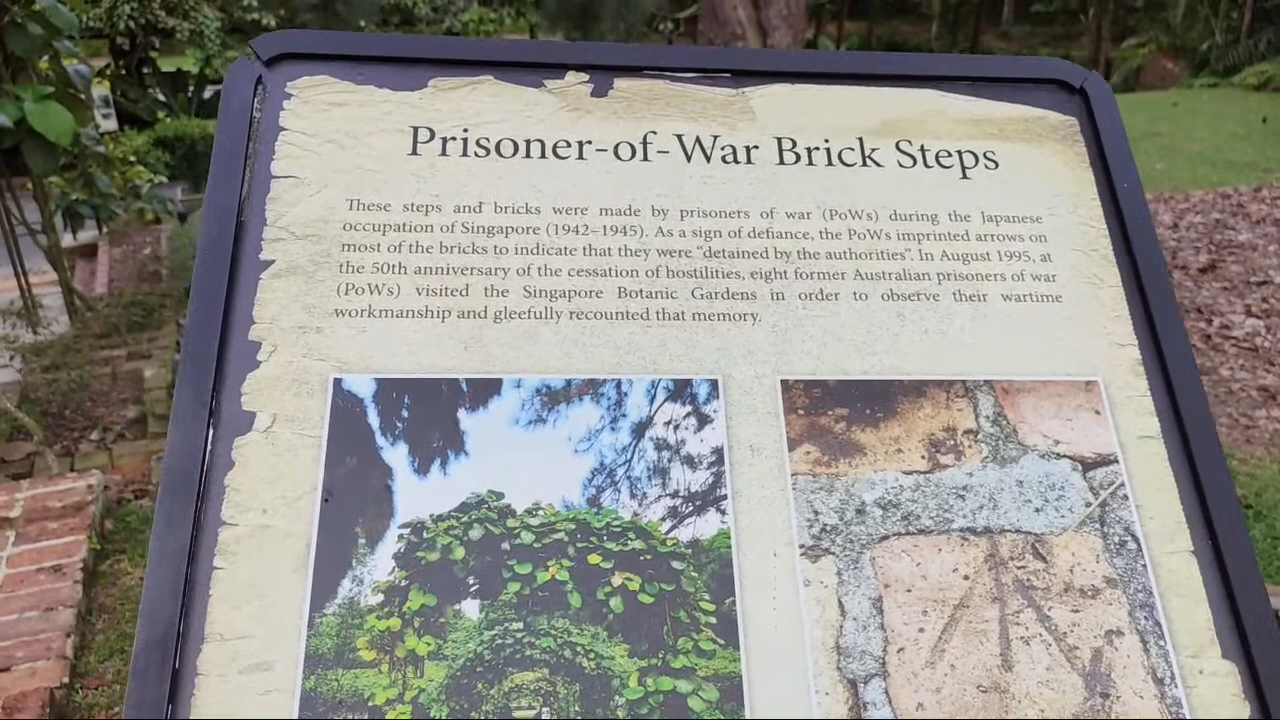 Prisoner-of-War Brick Steps
These steps and bricks were made by prisoners of war (PoWs) during the Japanese
occupation of Singapore (1942–1945). As a sign of defiance, the PoWs imprinted arrows on
most of the bricks to indicate that they were “detained by the authorities”. In August 1995, at
the 50th anniversary of the cessation of hostilities, eight former Australian prisoners of war
(PoWs) visited the Singapore Botanic Gardens in order to observe their wartime
workmanship and gleefully recounted that memory.